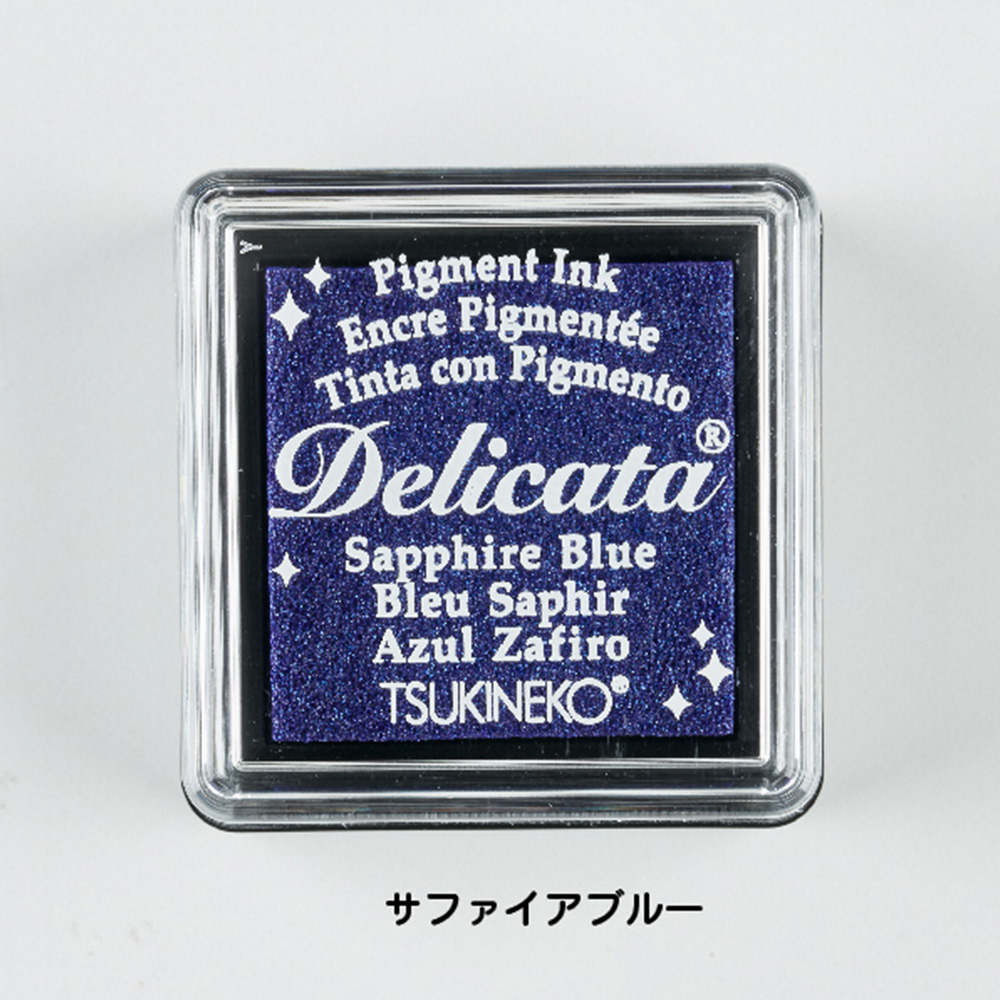 Pigment Ink
Encre Pigmentée
Tinta con Pigmento
Delicata®
Sapphire Blue
Bleu Saphir
Azul Zafiro
TSUKINEKO®
サファイアブルー